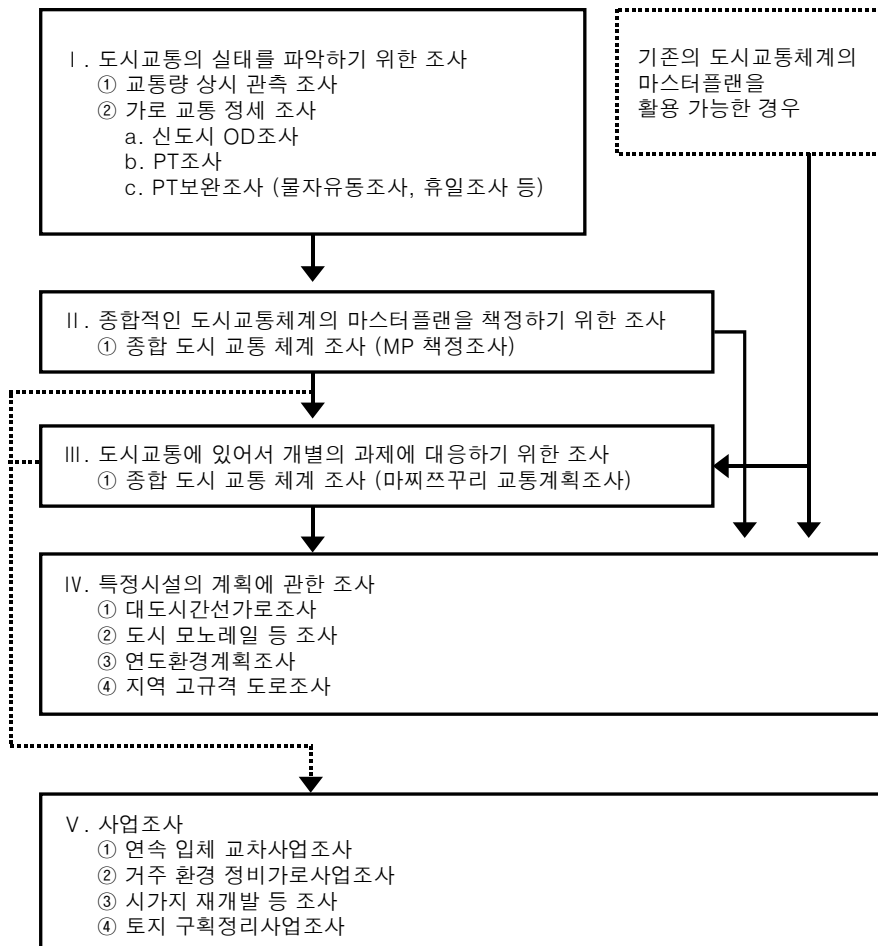 Ⅰ. 도시교통의 실태를 파악하기 위한 조사
① 교통량 상시 관측 조사
② 가로 교통 정세 조사
a. 신도시 OD조사
b. PT조사
c. PT보완조사 (물자유동조사, 휴일조사 등)
기존의 도시교통체계의
마스터플랜을
활용 가능한 경우
Ⅱ. 종합적인 도시교통체계의 마스터플랜을 책정하기 위한 조사
① 종합 도시 교통 체계 조사 (MP 책정조사)
Ⅲ. 도시교통에 있어서 개별의 과제에 대응하기 위한 조사
① 종합 도시 교통 체계 조사 (마찌쯔꾸리 교통계획조사)
Ⅳ. 특정시설의 계획에 관한 조사
① 대도시간선가로조사
② 도시 모노레일 등 조사
③ 연도환경계획조사
④ 지역 고규격 도로조사
Ⅴ. 사업조사
① 연속 입체 교차사업조사
② 거주 환경 정비가로사업조사
③ 시가지 재개발 등 조사
④ 토지 구획정리사업조사